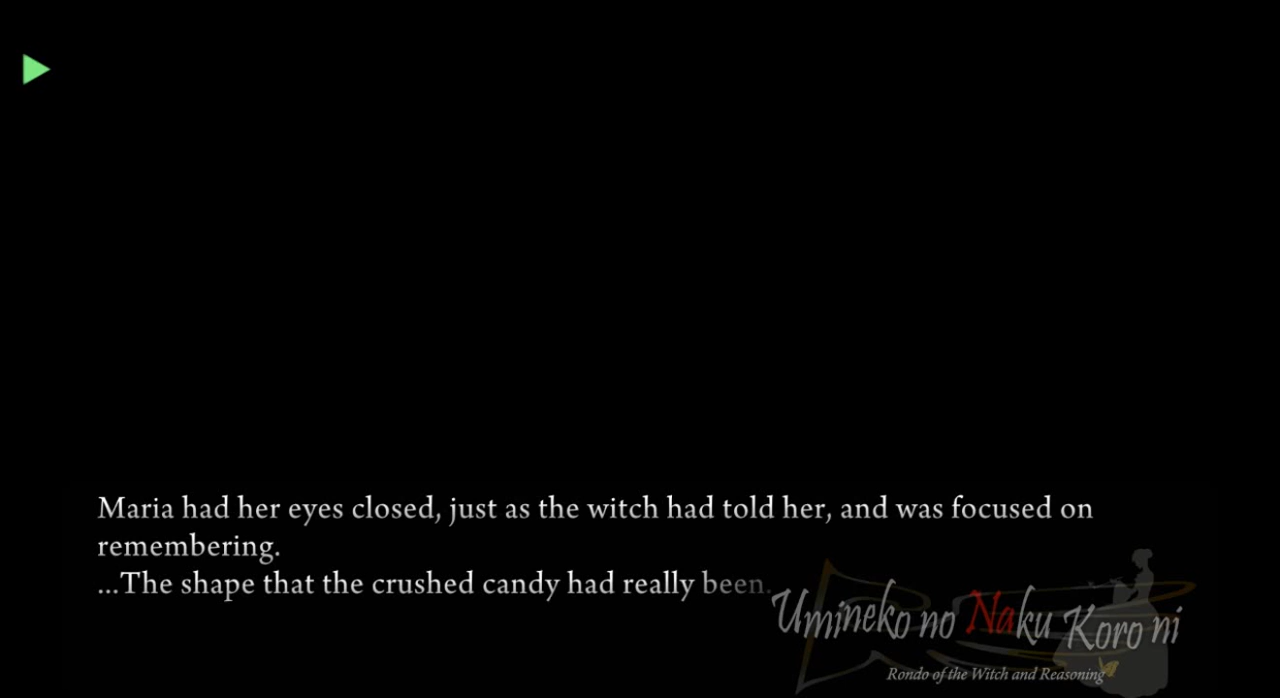 Maria had her eyes closed, just as the witch had told her, and was focused on
remembering.
...The shape that the crushed candy had really been.
Umineko no Naku Koro ni
Rondo of the Witch and Reasoning